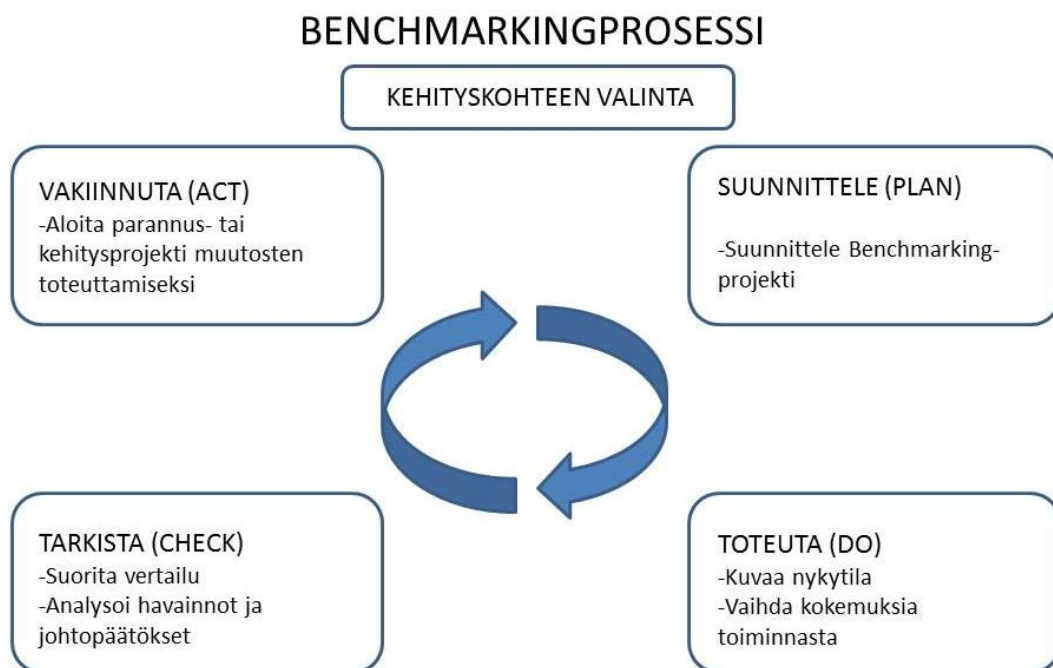 BENCHMARKINGPROSESSI
KEHITYSKOHTEEN VALINTA
VAKIINNUTA (ACT)
-Aloita parannus- tai
kehitysprojekti muutosten
toteuttamiseksi
SUUNNITTELE (PLAN)
-Suunnittele Benchmarking-
projekti
TARKISTA (CHECK)
-Suorita vertailu
-Analysoi havainnot ja
johtopäätökset
TOTEUTA (DO)
-Kuvaa nykytila
-Vaihda kokemuksia
toiminnasta